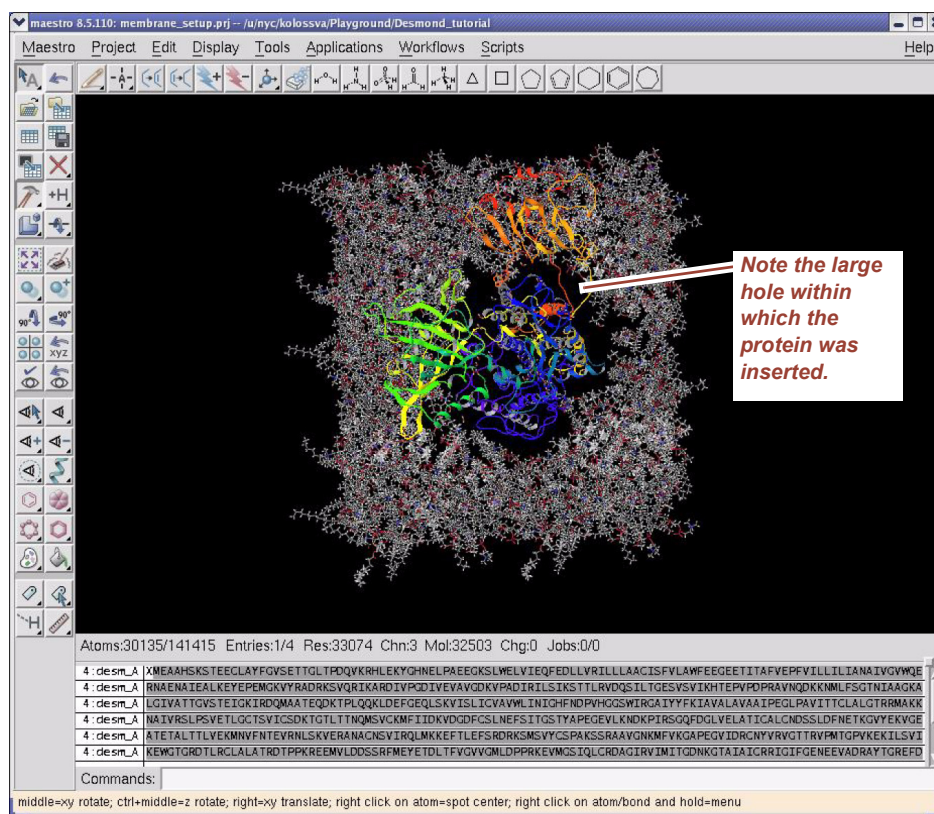 maestro 8.5.110: membrane_setup.prj -- /u/nyc/kolossva/Playground/Desmond_tutorial
Maestro Project Edit Display Tools Applications Workflows Scripts Help
+H
90° 90°
xyz
Note the large
hole within
which the
protein was
inserted.
Atoms:30135/141415 Entries:1/4 Res:33074 Chn:3 Mol:32503 Chg:0 Jobs:0/0
4:desm_A XMEAAHSKSTEECLAYFGVSETTGLTPDQVKRHLEKYGHNELPAEEGKSLWELVIEQFEDLLVRILLLAACISFVLAWFEEGEETITAFVEPFVILLILIANAIVGVWQE
4:desm_A RNAENAIEALKEYEPEMGKVYRADRKSVQRIKARDIVPGDIVEVAVGDKVPADIRILSIKSTTLRVDQSILTGESVSVIKHTEPVPDPRAVNQDKKNMLFSGTNIAAGKA
4:desm_A LGIVATTGVSTEIGKIRDQMAATEQDKTPLQQKLDEFGEQLSKVISLICVAVWLINIGHFNDPVHGGSWIRGAIYYFKIAVALAVAAIPEGLPAVITTCLALGTRRMAKK
4:desm_A NAIVRSLPSVETLGCTSVICSDKTGTLTTNQMSVCKMFIIDKVDGDFCSLNEFSITGSTYAPEGEVLKNDKPIRSGQFDGLVELATICALCNDSSLDFNETKGVYEKVGE
4:desm_A ATETALTTLVEKMNVFNTEVRNLSKVERANACNSVIRQLMKKEFTLEFSRDRKSMSVYCSPAKSSRAAVGNKMFVKGAPEGVIDRCNYVRVGTTRVPMTGPVKEKILSVI
4:desm_A KEWGTGRDTLRCLALATRDTPPKREEMVLDDSSRFMEYETDLTFVGVVGMLDPPRKEVMGSIQLCRDAGIRVIMITGDNKGTAIAICRRIGIFGENEEVADRAYTGREFD
Commands:
middle=xy rotate; ctrl+middle=z rotate; right=xy translate; right click on atom=spot center; right click on atom/bond and hold=menu